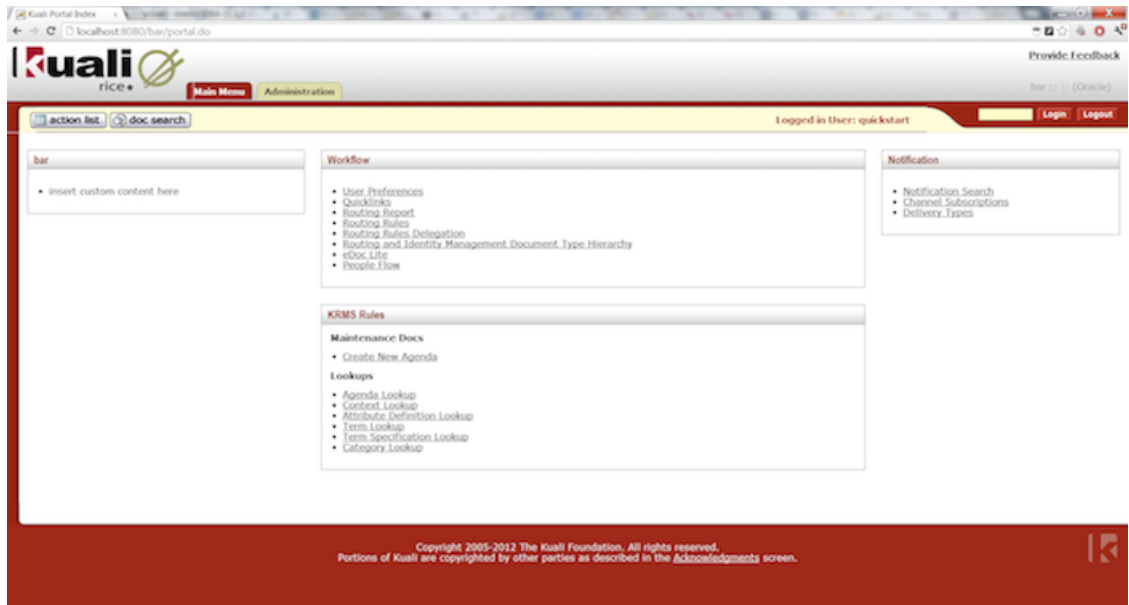 Kuali Portal Index
localhost:8080/bar/portal.do
kuali
rice
Provide Feedback
Main Menu
Administration
bar :: :: (Oracle)
action list
doc search
Logged in User: quickstart
Login
Logout
bar
insert custom content here
Workflow
User Preferences
Quicklinks
Routing Report
Routing Rules
Routing Rules Delegation
Routing and Identity Management Document Type Hierarchy
eDoc Lite
People Flow
KRMS Rules
Maintenance Docs
Create New Agenda
Lookups
Agenda Lookup
Context Lookup
Attribute Definition Lookup
Term Lookup
Term Specification Lookup
Category Lookup
Notification
Notification Search
Channel Subscriptions
Delivery Types
Copyright 2005-2012 The Kuali Foundation. All rights reserved.
Portions of Kuali are copyrighted by other parties as described in the Acknowledgments screen.